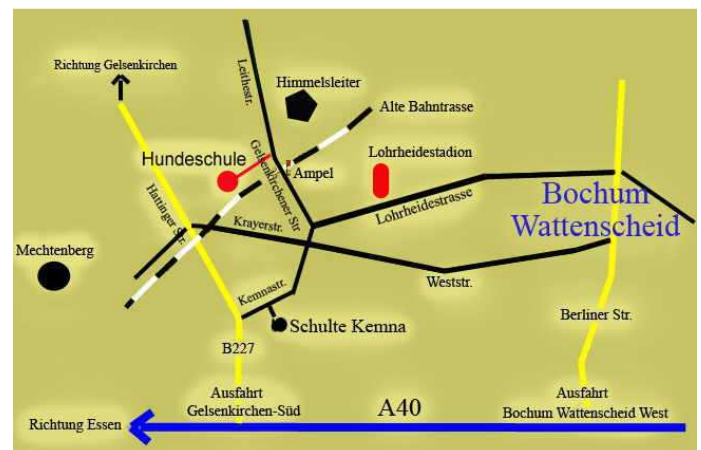 Richtung Gelsenkirchen
Leithestr.
Himmelsleiter
Alte Bahntrasse
Hundeschule
Gelsenkirchener Str
Ampel
Lohrheidestadion
Hattinger Str.
Krayerstr.
Lohrheidestrasse
Bochum
Wattenscheid
Mechtenberg
Kemnastr.
Weststr.
Schulte Kemna
Berliner Str.
B227
Ausfahrt
Gelsenkirchen-Süd
A40
Ausfahrt
Bochum Wattenscheid West
Richtung Essen